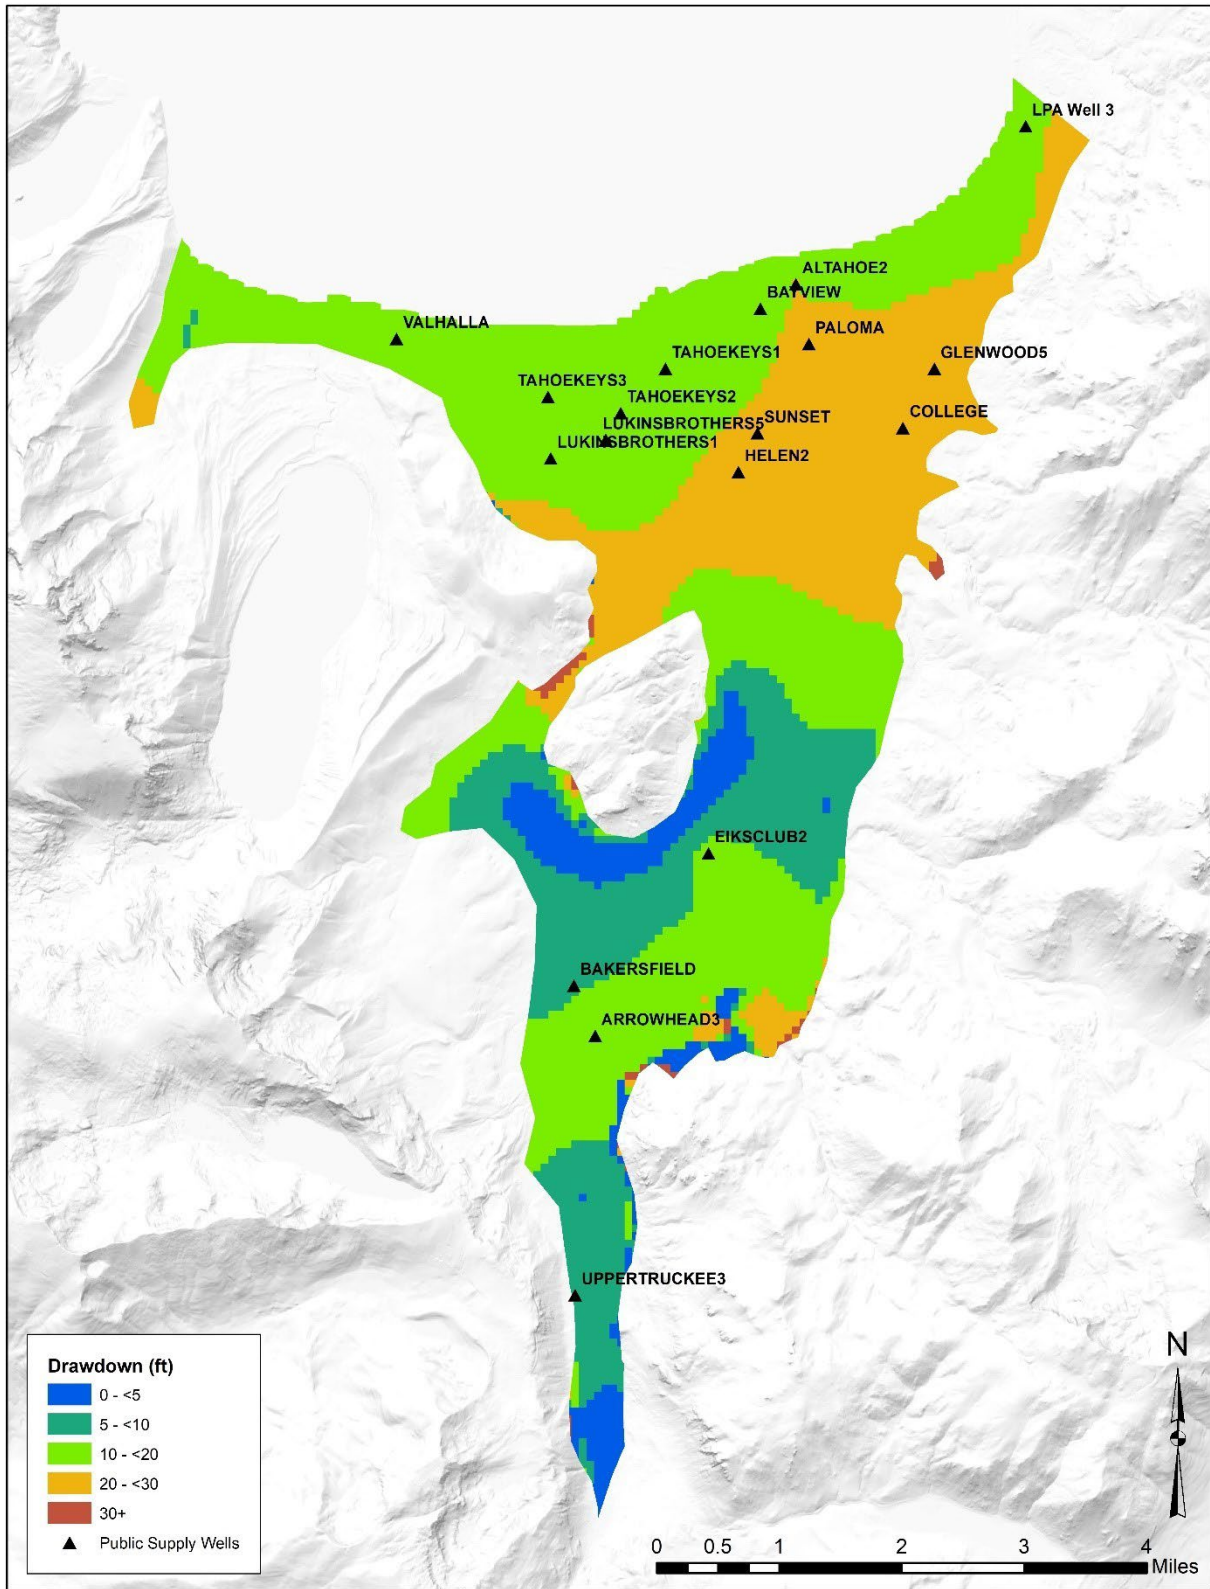 LPA Well 3
ALTAHOE2
BAYVIEW
VALHALLA
PALOMA
TAHOEKEYS1
GLENWOOD5
TAHOEKEYS3
TAHOEKEYS2
LUKINSBROTHERS5
SUNSET
COLLEGE
LUKINSBROTHERS1
HELEN2
EIKSCLUB2
BAKERSFIELD
ARROWHEAD3
UPPERTRUCKEE3
Drawdown (ft)
0 - <5
5 - <10
10 - <20
20 - <30
30+
Public Supply Wells
N
0 0.5 1 2 3 4
Miles